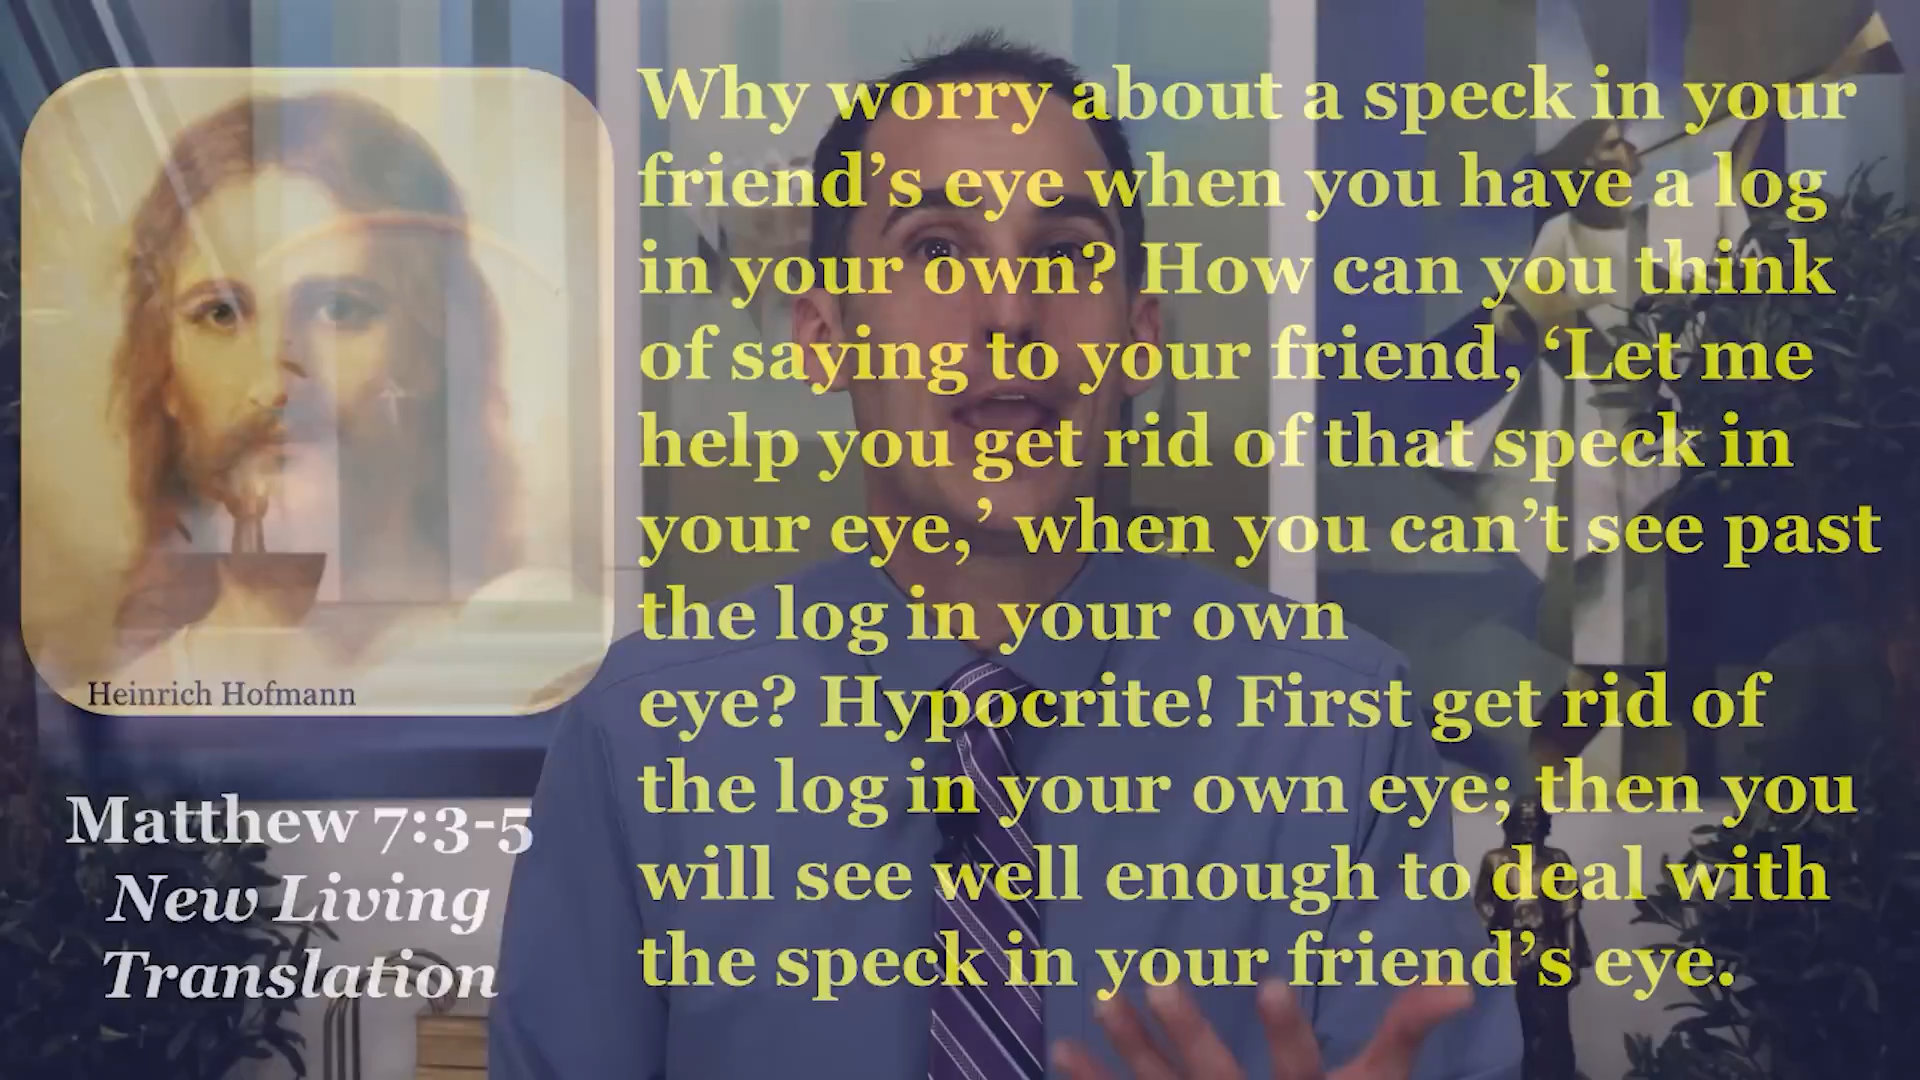 Why worry about a speck in your
friend’s eye when you have a log
in your own? How can you think
of saying to your friend, ‘Let me
help you get rid of that speck in
your eye,’ when you can’t see past
the log in your own
eye? Hypocrite! First get rid of
the log in your own eye; then you
will see well enough to deal with
the speck in your friend’s eye.
Heinrich Hofmann
Matthew 7:3-5
New Living
Translation